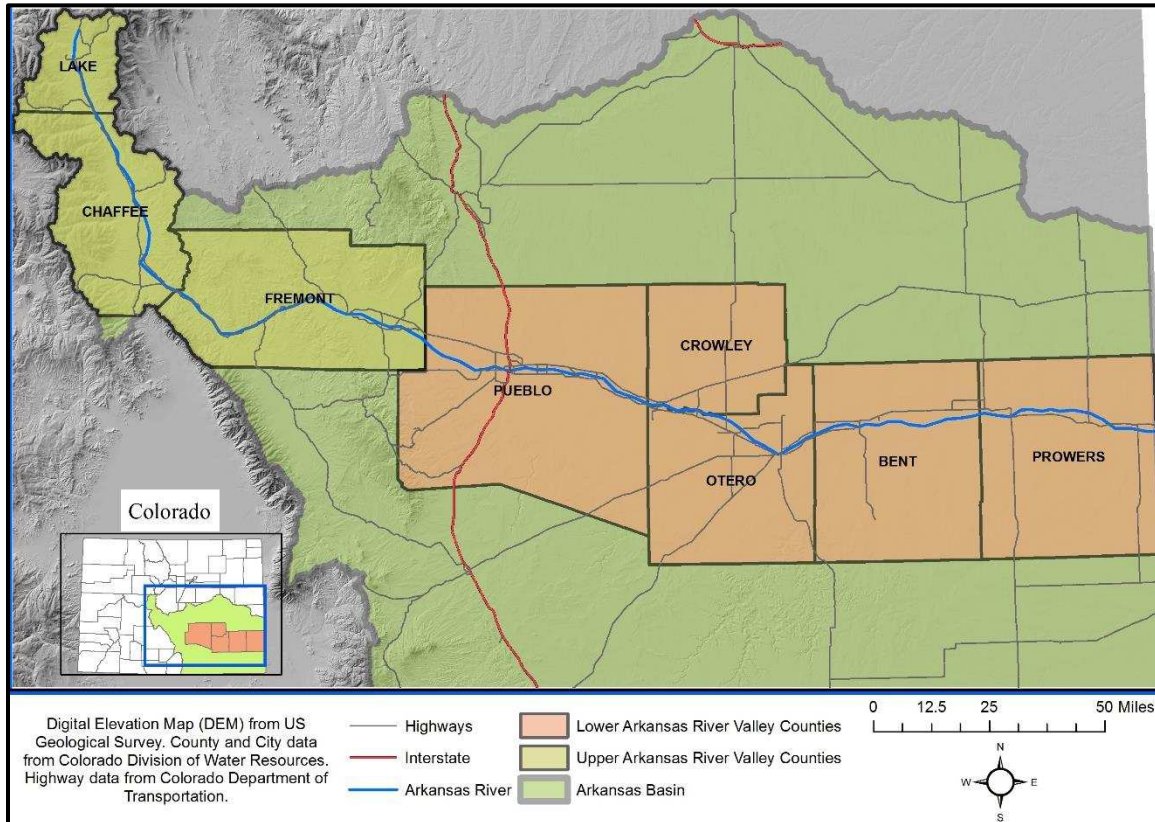 LAKE
CHAFFEE
FREMONT
CROWLEY
PUEBLO
OTERO
BENT
PROWERS
Colorado
Digital Elevation Map (DEM) from US
Geological Survey. County and City data
from Colorado Division of Water Resources.
Highway data from Colorado Department of
Transportation.
Highways
Interstate
Arkansas River
Lower Arkansas River Valley Counties
Upper Arkansas River Valley Counties
Arkansas Basin
0 12.5 25 50 Miles
N
W E
S